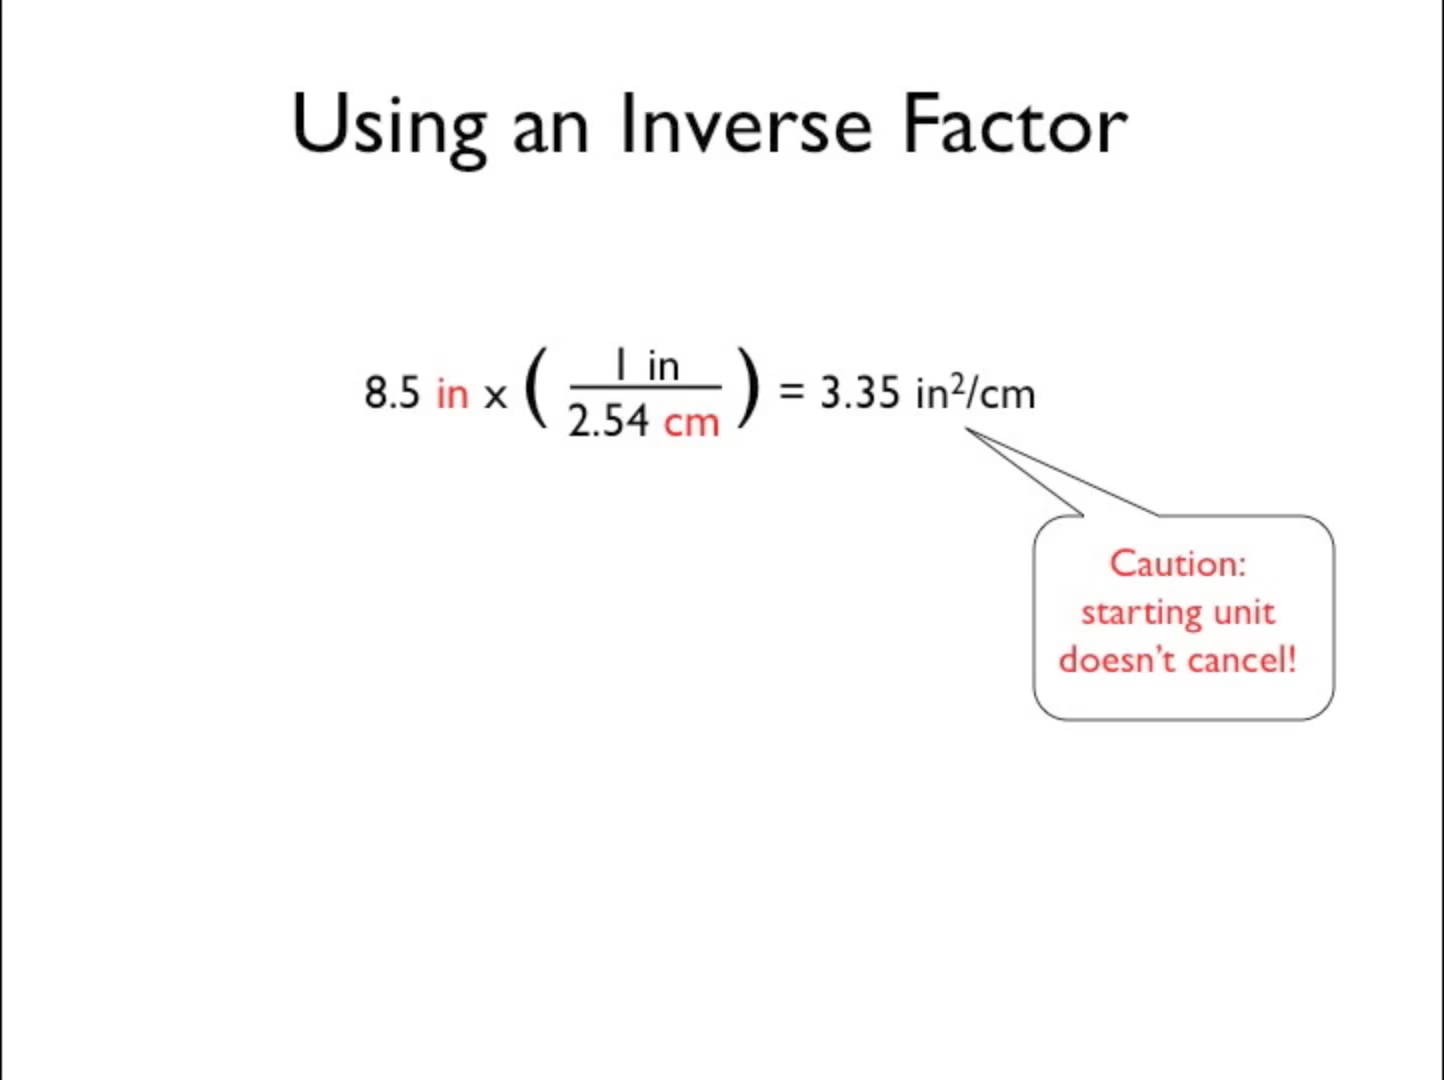 Using an Inverse Factor
8.5 in x ( 1 in / 2.54 cm ) = 3.35 in²/cm
Caution:
starting unit
doesn't cancel!